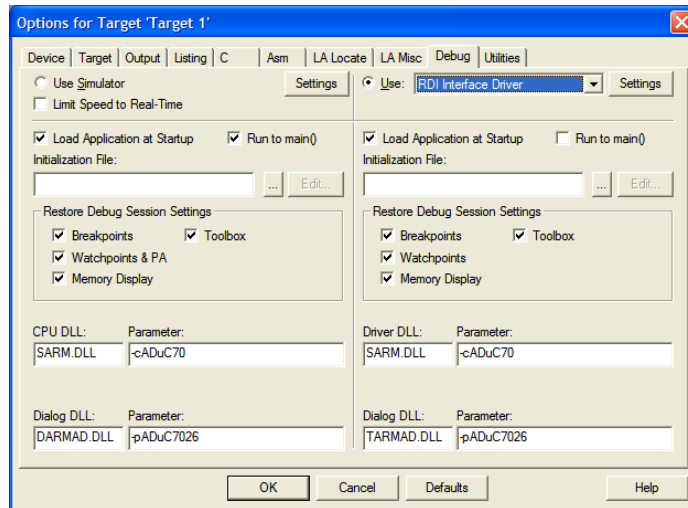 Options for Target 'Target 1'
Device Target Output Listing C Asm LA Locate LA Misc Debug Utilities
Use Simulator Settings Use: RDI Interface Driver Settings
Limit Speed to Real-Time
Load Application at Startup Run to main() Load Application at Startup Run to main()
Initialization File: Initialization File:
... Edit... ... Edit...
Restore Debug Session Settings Restore Debug Session Settings
Breakpoints Toolbox Breakpoints Toolbox
Watchpoints & PA Watchpoints
Memory Display Memory Display
CPU DLL: Parameter: Driver DLL: Parameter:
SARM.DLL -cADuC70 SARM.DLL -cADuC70
Dialog DLL: Parameter: Dialog DLL: Parameter:
DARMAD.DLL -pADuC7026 TARMAD.DLL -pADuC7026
OK Cancel Defaults Help